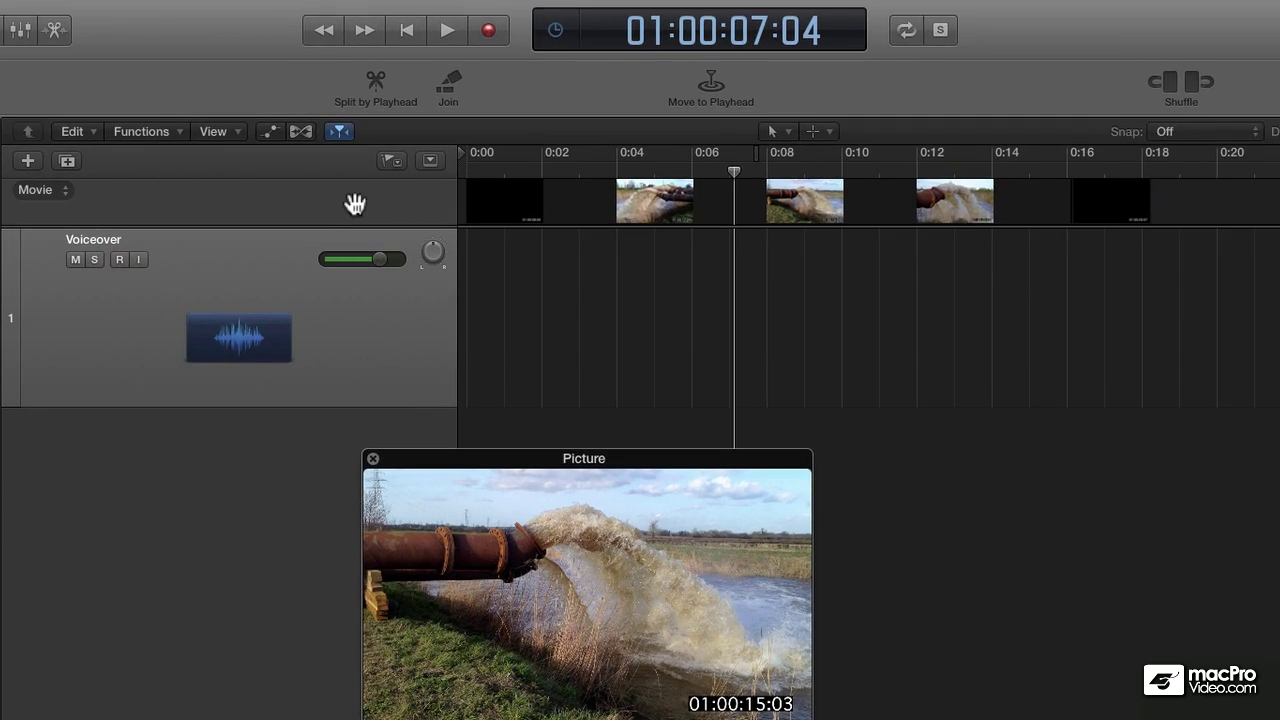 01:00:07:04
S
Split by Playhead
Join
Move to Playhead
Shuffle
Edit
Functions
View
Snap: Off
D
0:00 0:02 0:04 0:06 0:08 0:10 0:12 0:14 0:16 0:18 0:20
Movie
Voiceover
M S R I
L R
1
Picture
01:00:15:03
macPro
Video.com